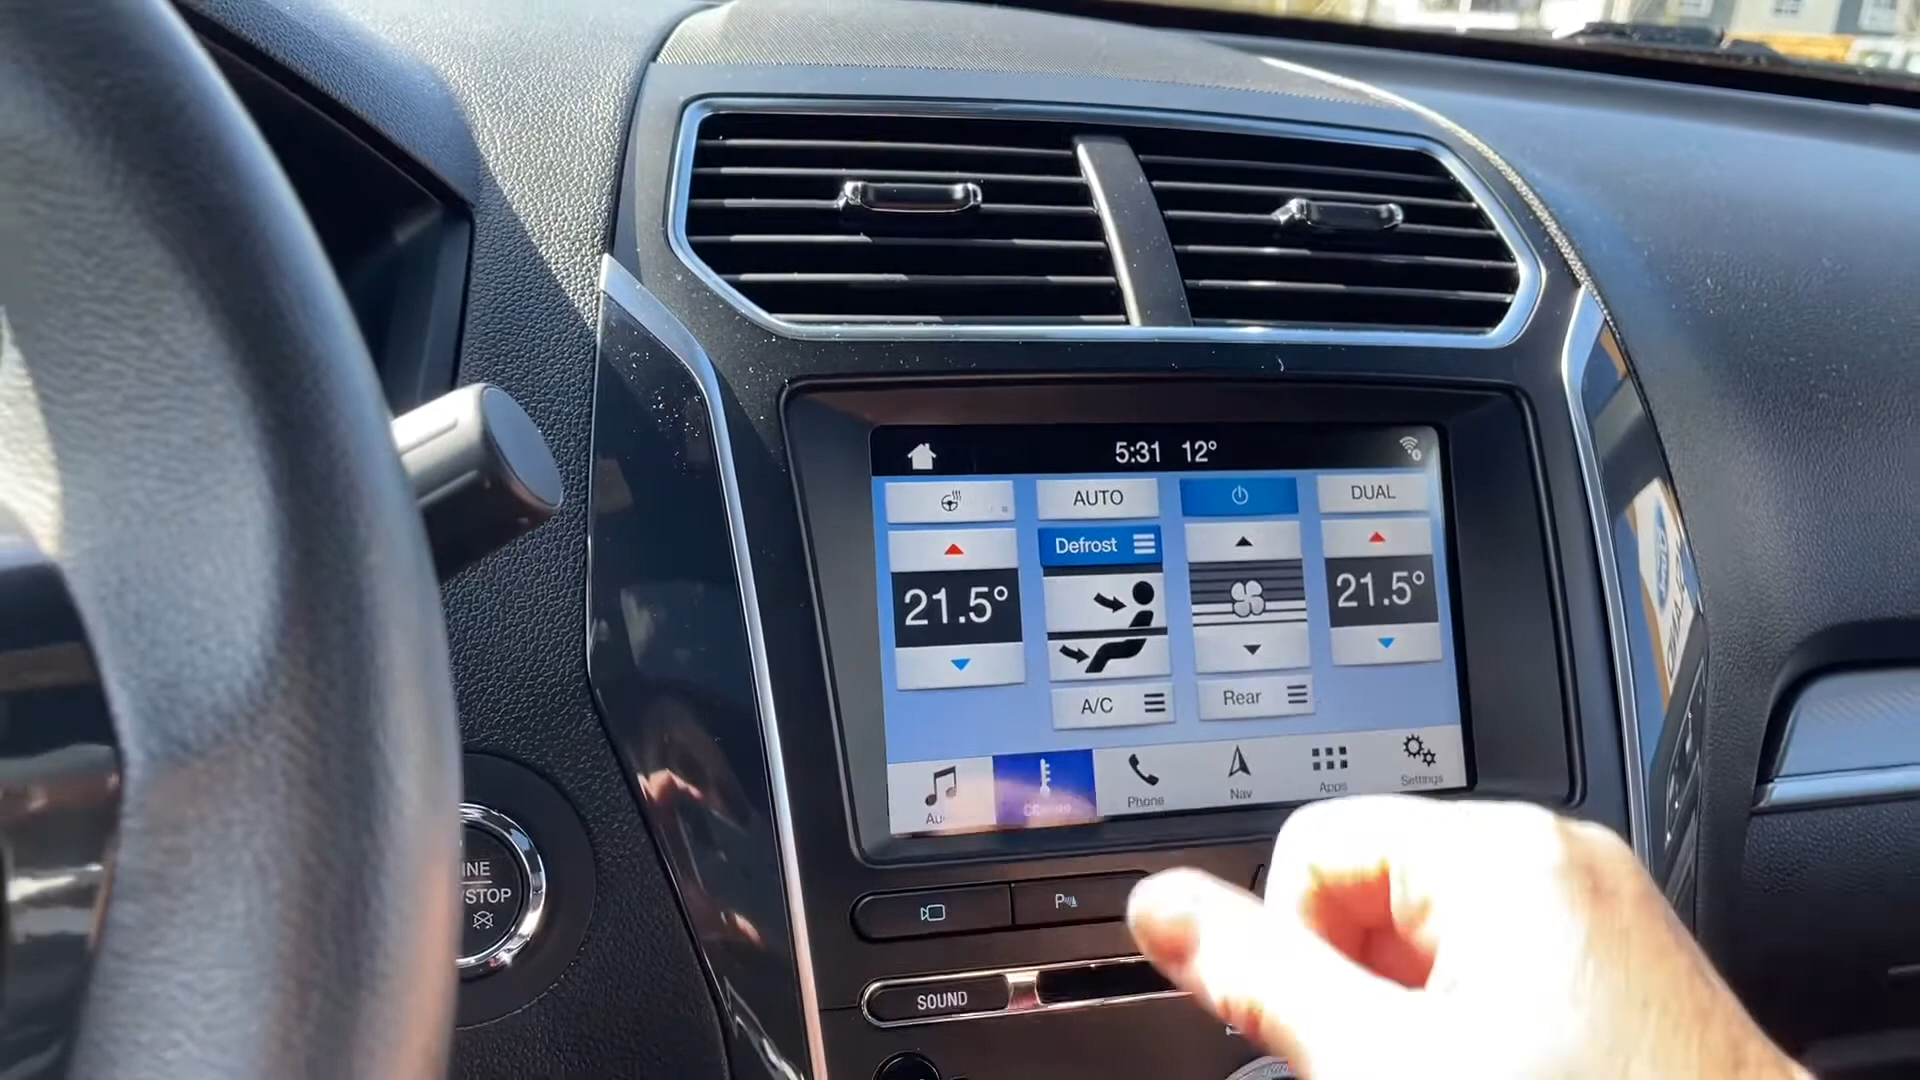 5:31 12°
AUTO
DUAL
Defrost
21.5°
21.5°
A/C
Rear
Phone
Nav
Apps
Settings
/STOP
SOUND